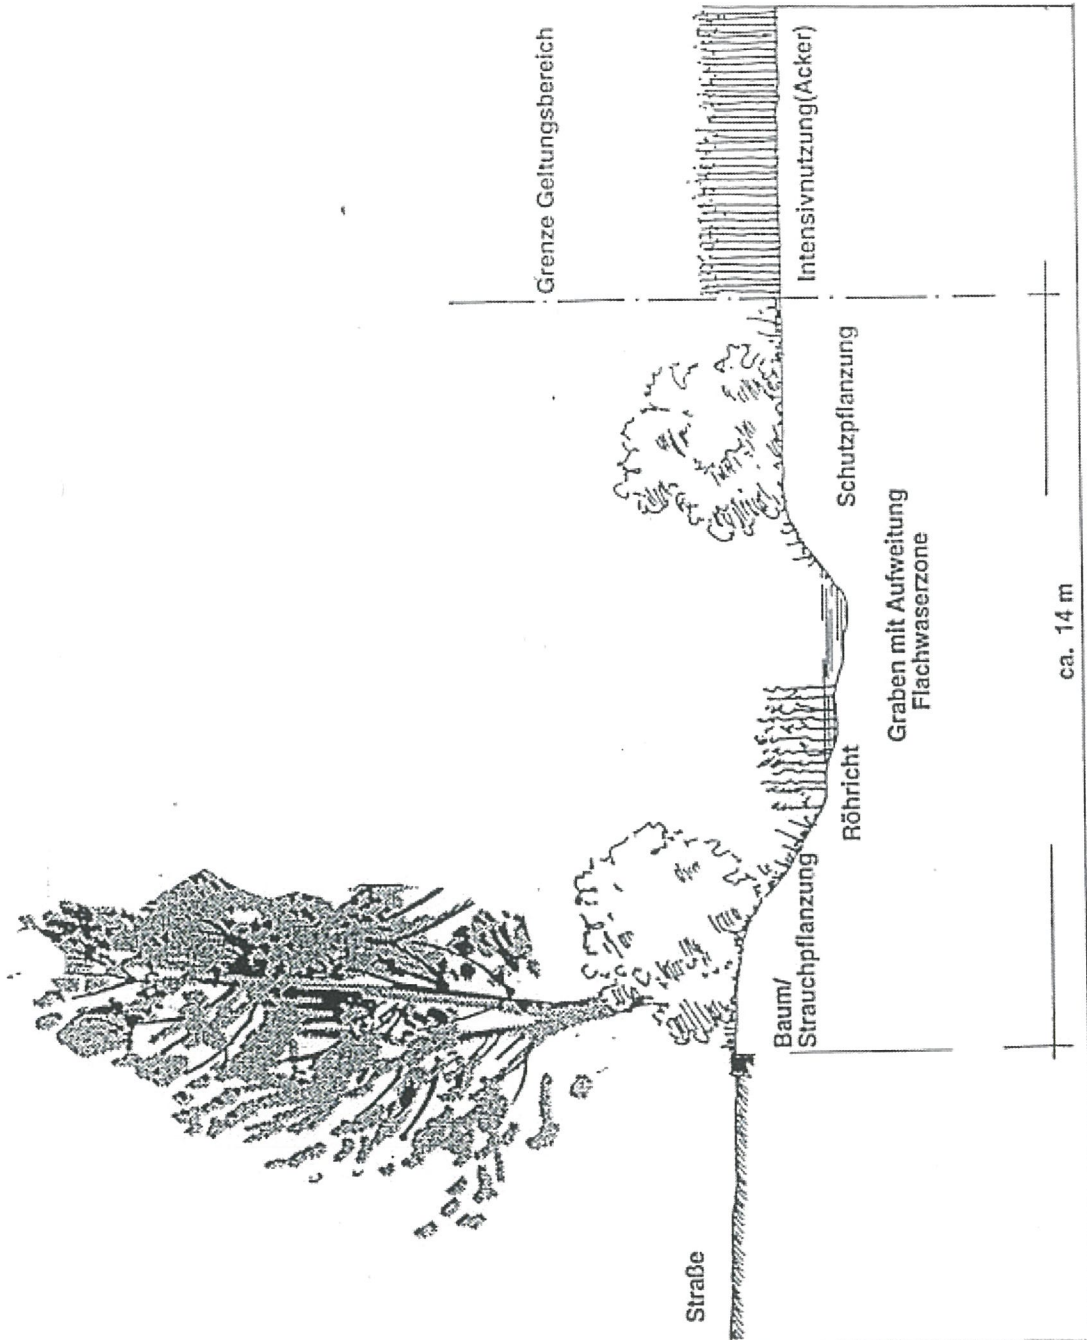 Grenze Geltungsbereich
Straße
Baum/
Strauchpflanzung
Röhricht
Schutzpflanzung
Intensivnutzung(Acker)
Graben mit Aufweitung
Flachwaserzone
ca. 14 m